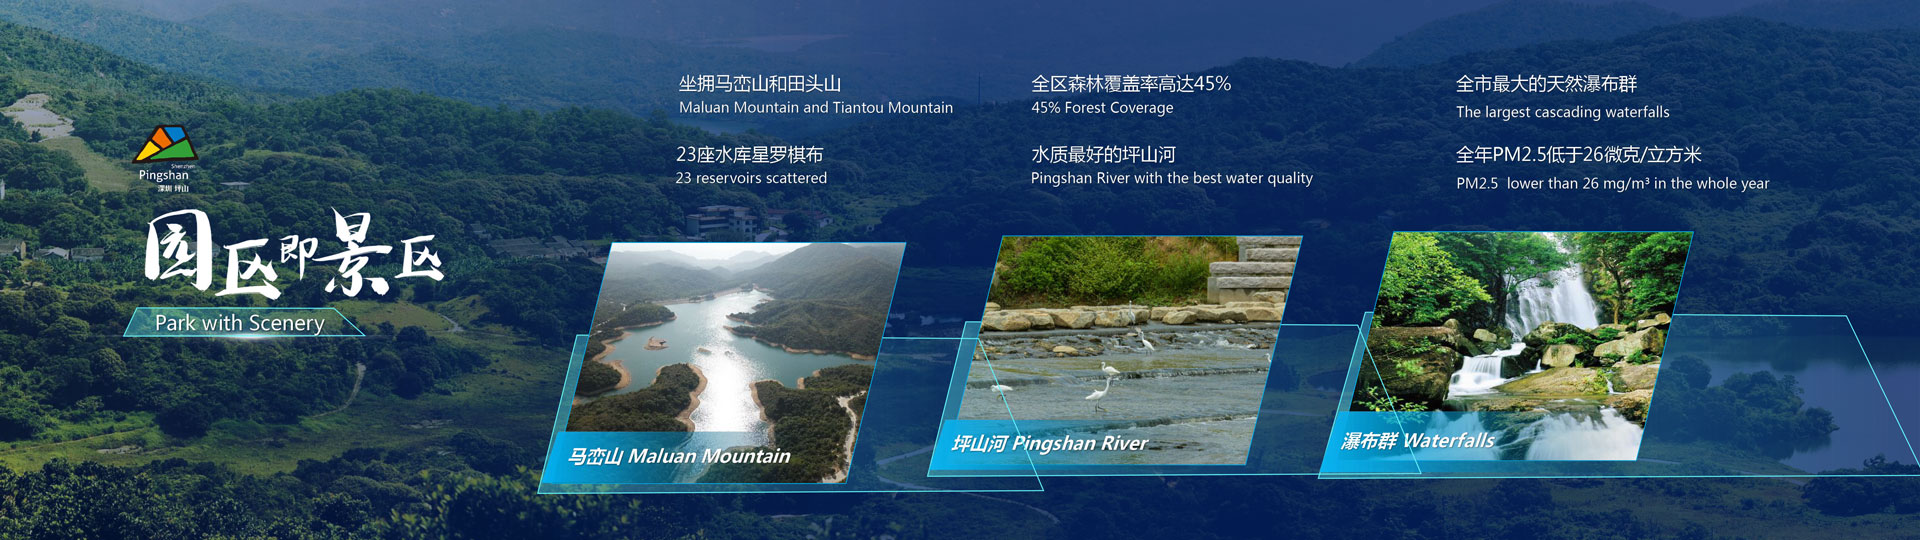 Shenzhen
Pingshan
深圳 坪山
园区即景区
Park with Scenery
坐拥马峦山和田头山
Maluan Mountain and Tiantou Mountain
23座水库星罗棋布
23 reservoirs scattered
全区森林覆盖率高达45%
45% Forest Coverage
水质最好的坪山河
Pingshan River with the best water quality
全市最大的天然瀑布群
The largest cascading waterfalls
全年PM2.5低于26微克/立方米
PM2.5 lower than 26 mg/m³ in the whole year
马峦山 Maluan Mountain
坪山河 Pingshan River
瀑布群 Waterfalls